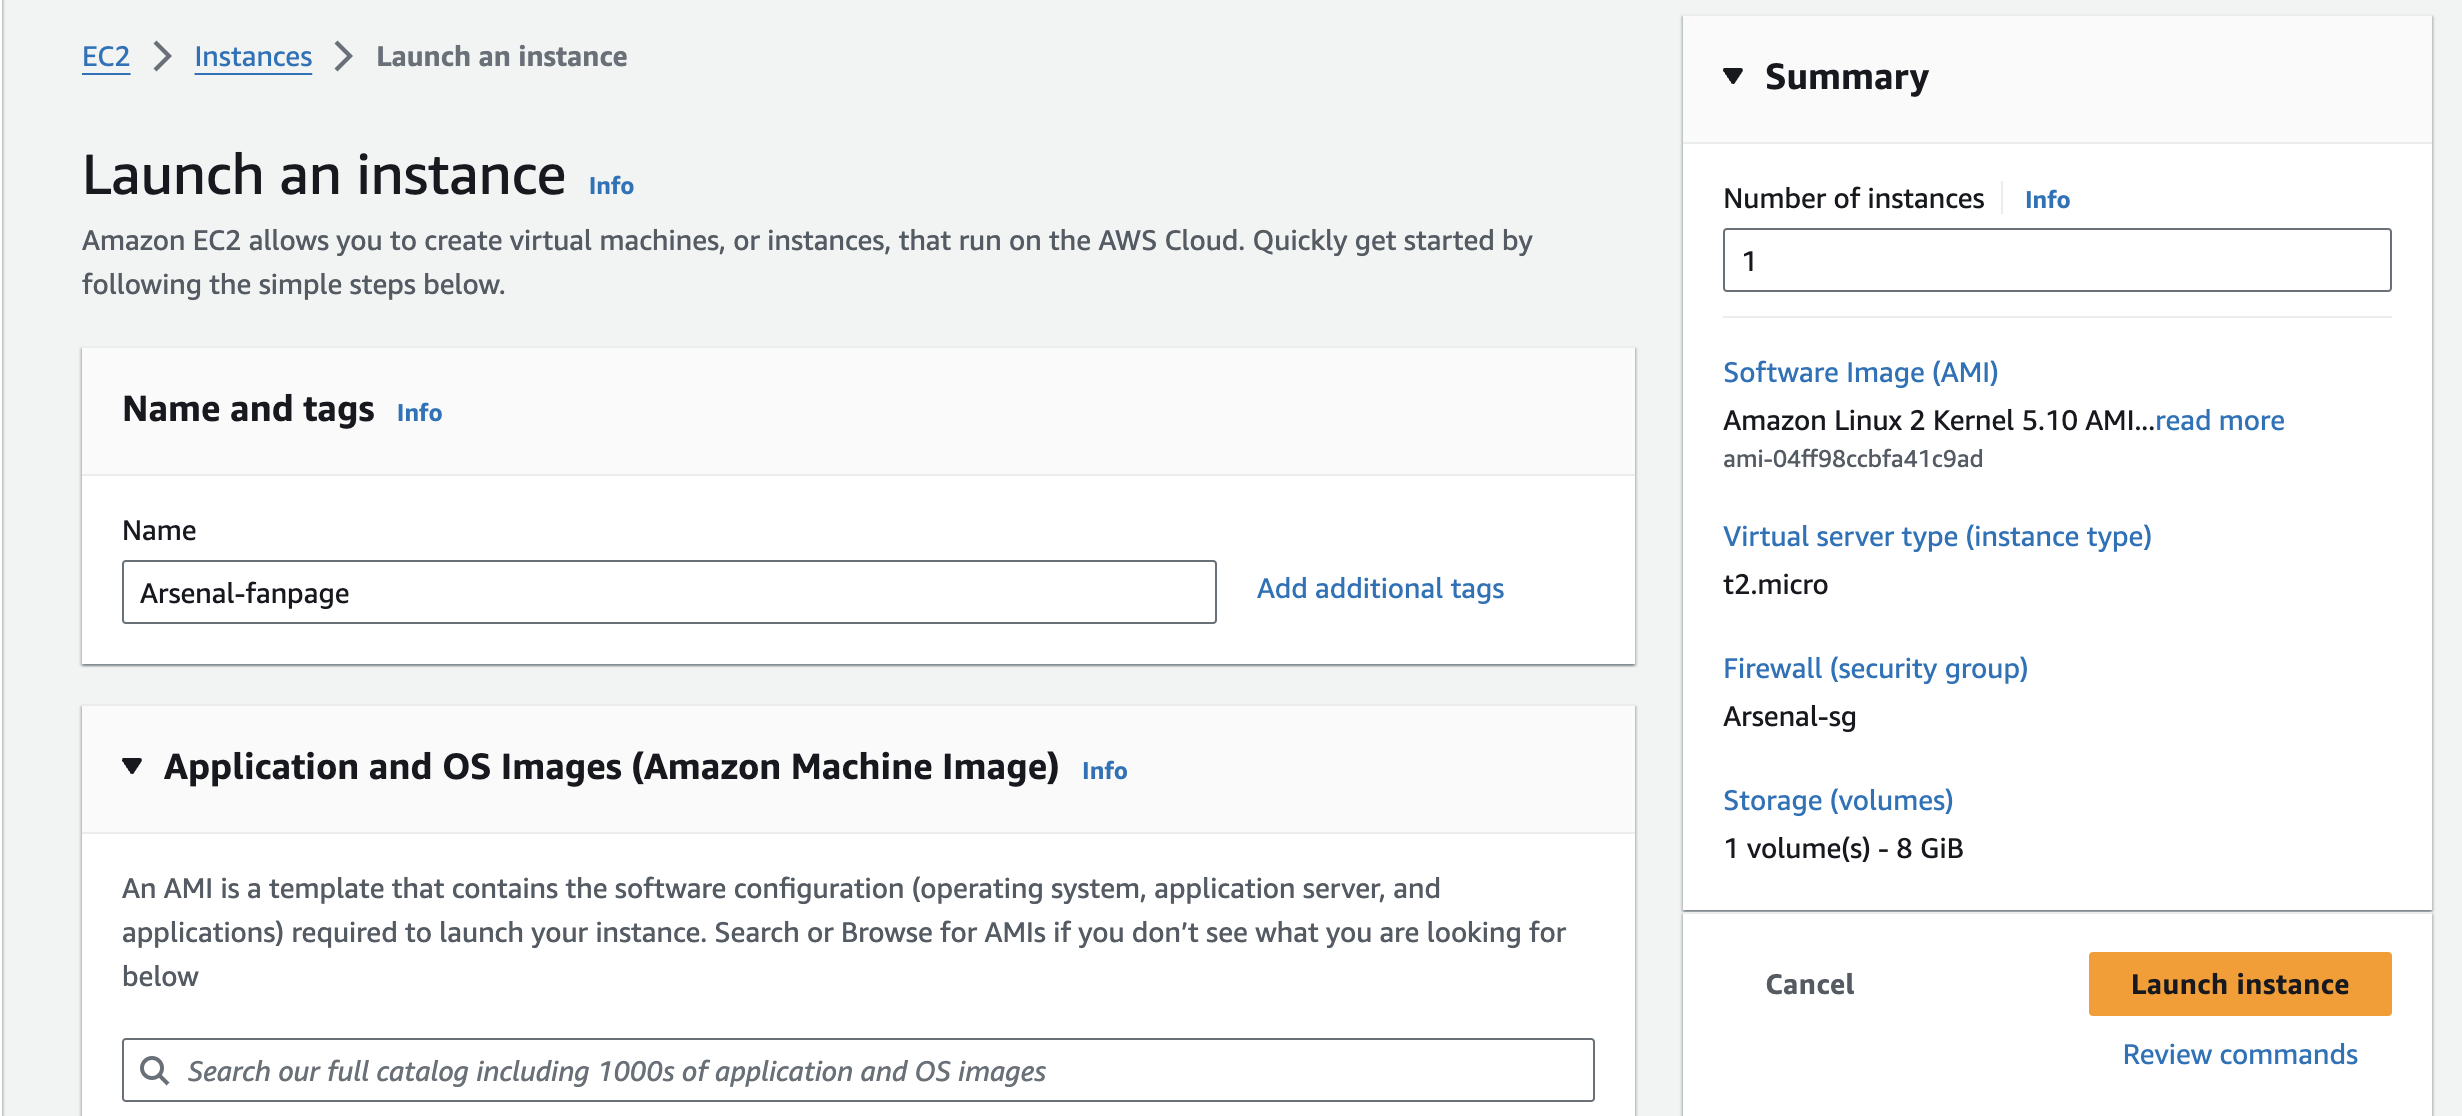 EC2 > Instances > Launch an instance
Launch an instance Info
Amazon EC2 allows you to create virtual machines, or instances, that run on the AWS Cloud. Quickly get started by
following the simple steps below.
Name and tags Info
Name
Arsenal-fanpage
Add additional tags
Application and OS Images (Amazon Machine Image) Info
An AMI is a template that contains the software configuration (operating system, application server, and
applications) required to launch your instance. Search or Browse for AMIs if you don’t see what you are looking for
below
Search our full catalog including 1000s of application and OS images
Summary
Number of instances Info
1
Software Image (AMI)
Amazon Linux 2 Kernel 5.10 AMI...read more
ami-04ff98ccbfa41c9ad
Virtual server type (instance type)
t2.micro
Firewall (security group)
Arsenal-sg
Storage (volumes)
1 volume(s) - 8 GiB
Cancel
Launch instance
Review commands